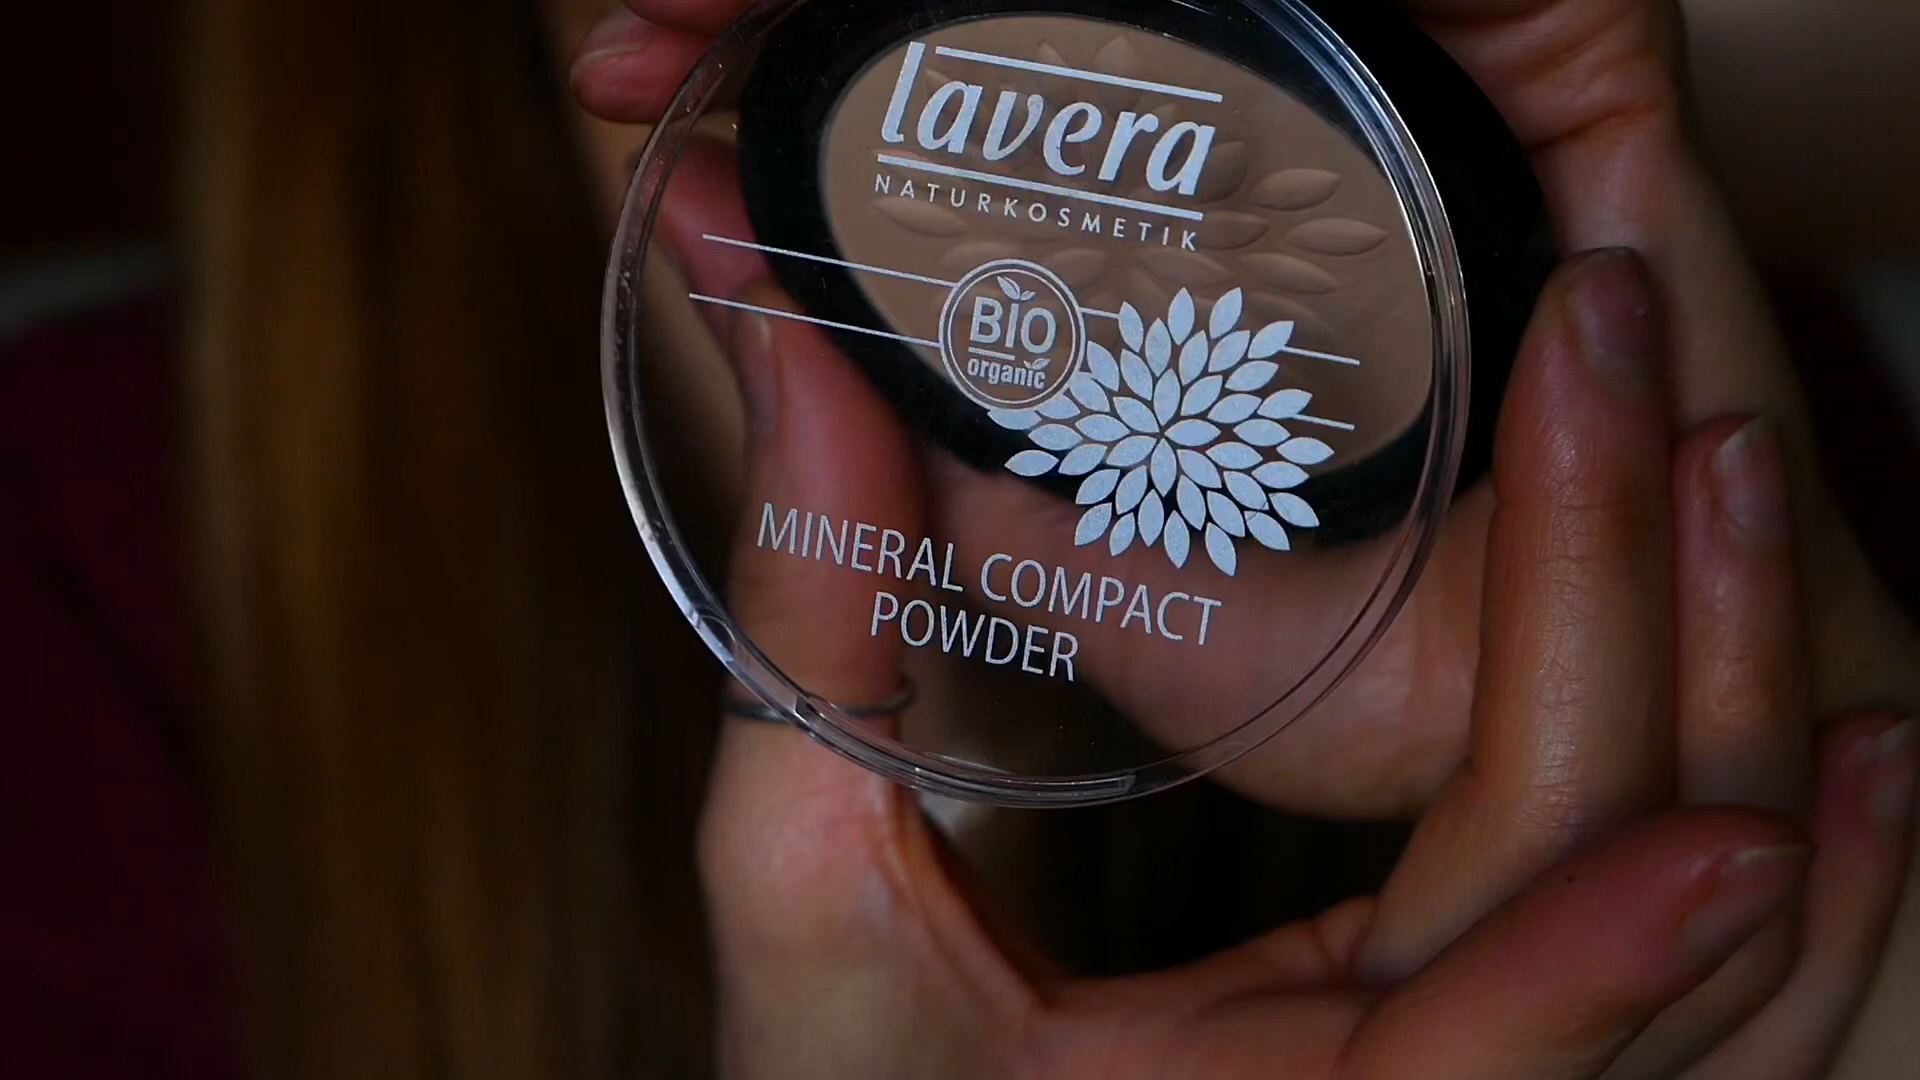 lavera
NATURKOSMETIK
BIO
organic
MINERAL COMPACT
POWDER